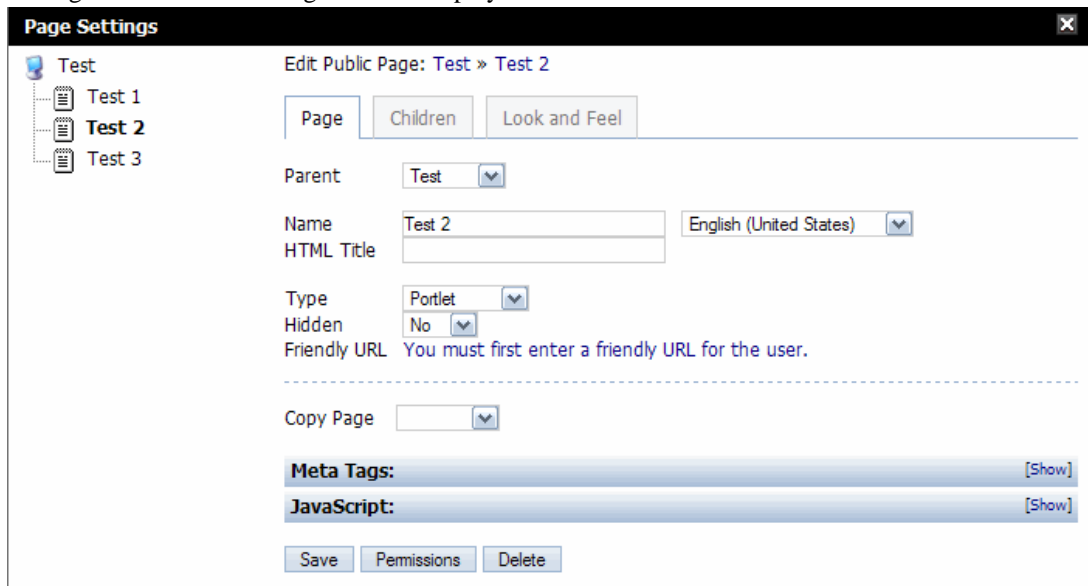 Page Settings
Test
Test 1
Test 2
Test 3
Edit Public Page: Test » Test 2
Page Children Look and Feel
Parent Test
Name Test 2 English (United States)
HTML Title
Type Portlet
Hidden No
Friendly URL You must first enter a friendly URL for the user.
Copy Page
Meta Tags: [Show]
JavaScript: [Show]
Save Permissions Delete